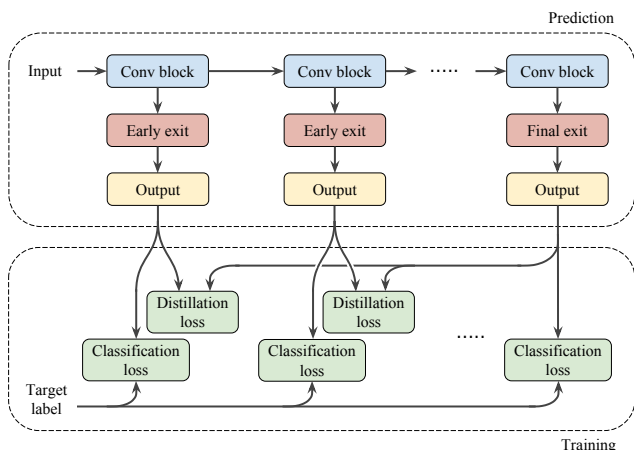 Prediction
Input
Conv block
Conv block
.....
Conv block
Early exit
Early exit
Final exit
Output
Output
Output
Distillation
loss
Distillation
loss
.....
Classification
loss
Classification
loss
Classification
loss
Target
label
Training